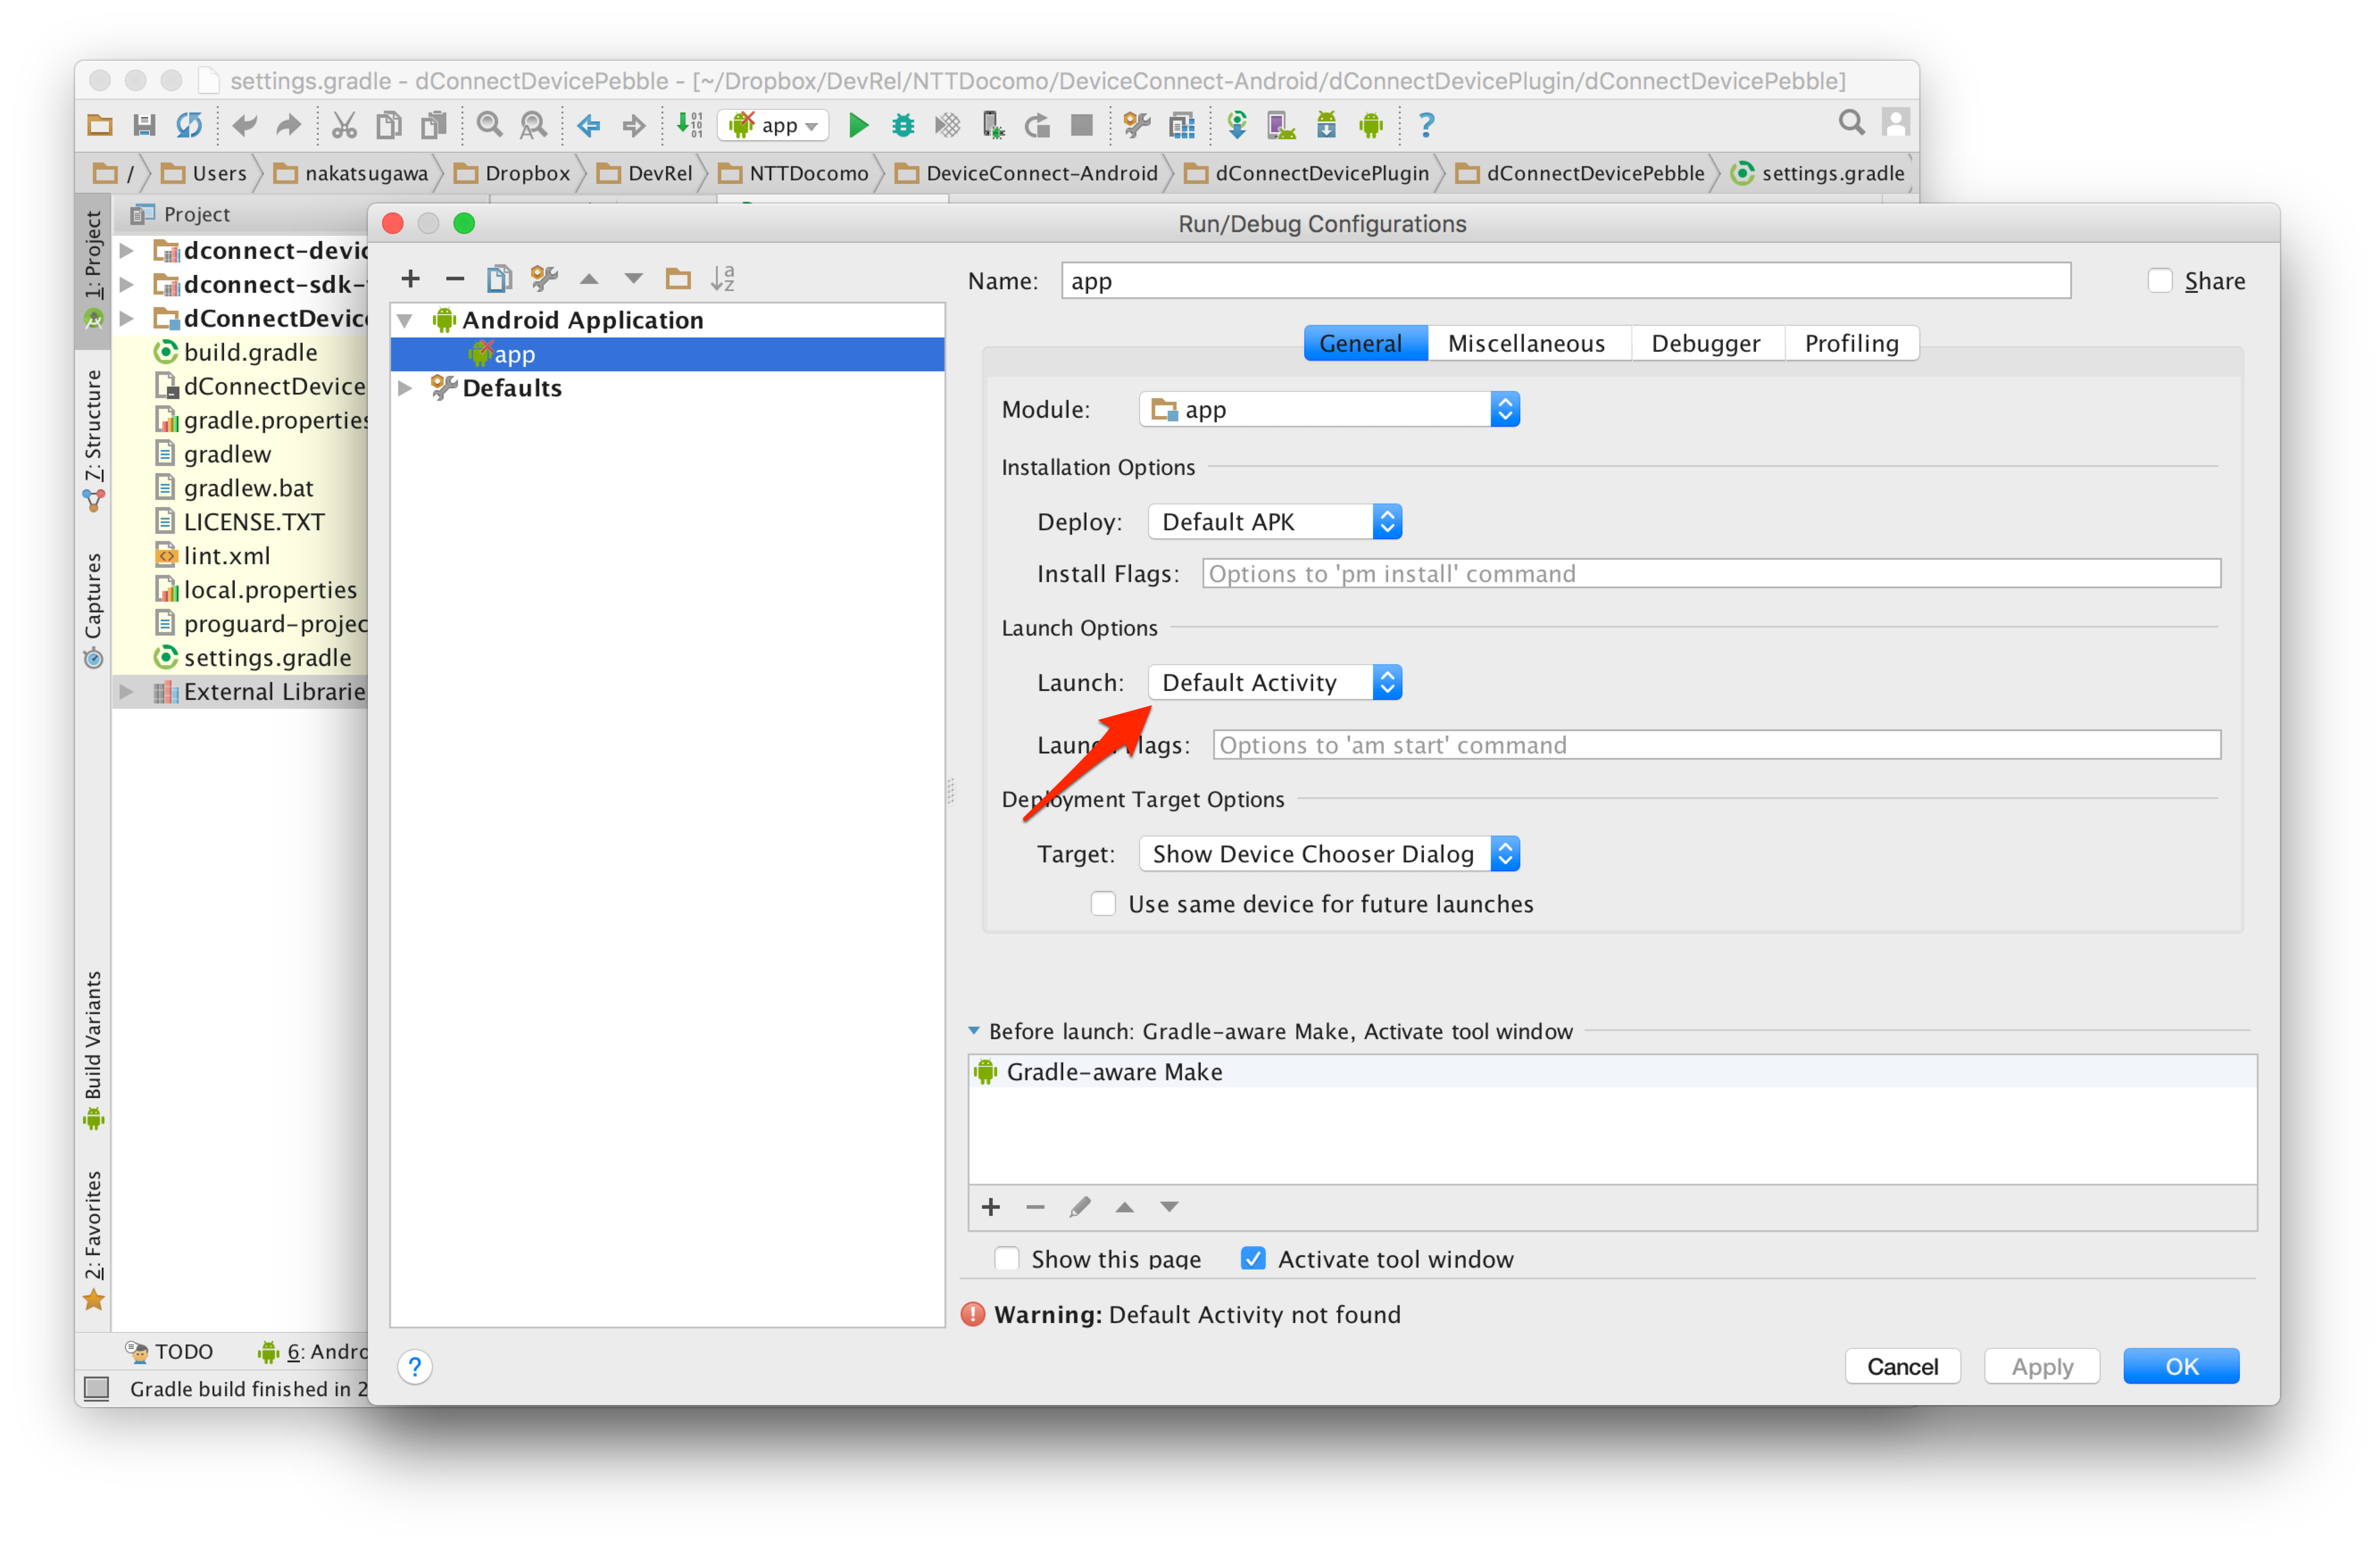 settings.gradle - dConnectDevicePebble - [~/Dropbox/DevRel/NTTDocomo/DeviceConnect-Android/dConnectDevicePlugin/dConnectDevicePebble]
app
/ Users nakatsugawa Dropbox DevRel NTTDocomo DeviceConnect-Android dConnectDevicePlugin dConnectDevicePebble settings.gradle
1: Project
7: Structure
Captures
Build Variants
2: Favorites
Project
dconnect-devic
dconnect-sdk-
dConnectDevice
build.gradle
dConnectDevice
gradle.properties
gradlew
gradlew.bat
LICENSE.TXT
lint.xml
local.properties
proguard-projec
settings.gradle
External Librarie
TODO
6: Andro
Gradle build finished in 2
Run/Debug Configurations
Android Application
app
Defaults
Name: app
Share
General Miscellaneous Debugger Profiling
Module: app
Installation Options
Deploy: Default APK
Install Flags: Options to 'pm install' command
Launch Options
Launch: Default Activity
Launch Flags: Options to 'am start' command
Deployment Target Options
Target: Show Device Chooser Dialog
Use same device for future launches
Before launch: Gradle-aware Make, Activate tool window
Gradle-aware Make
Show this page Activate tool window
Warning: Default Activity not found
Cancel Apply OK